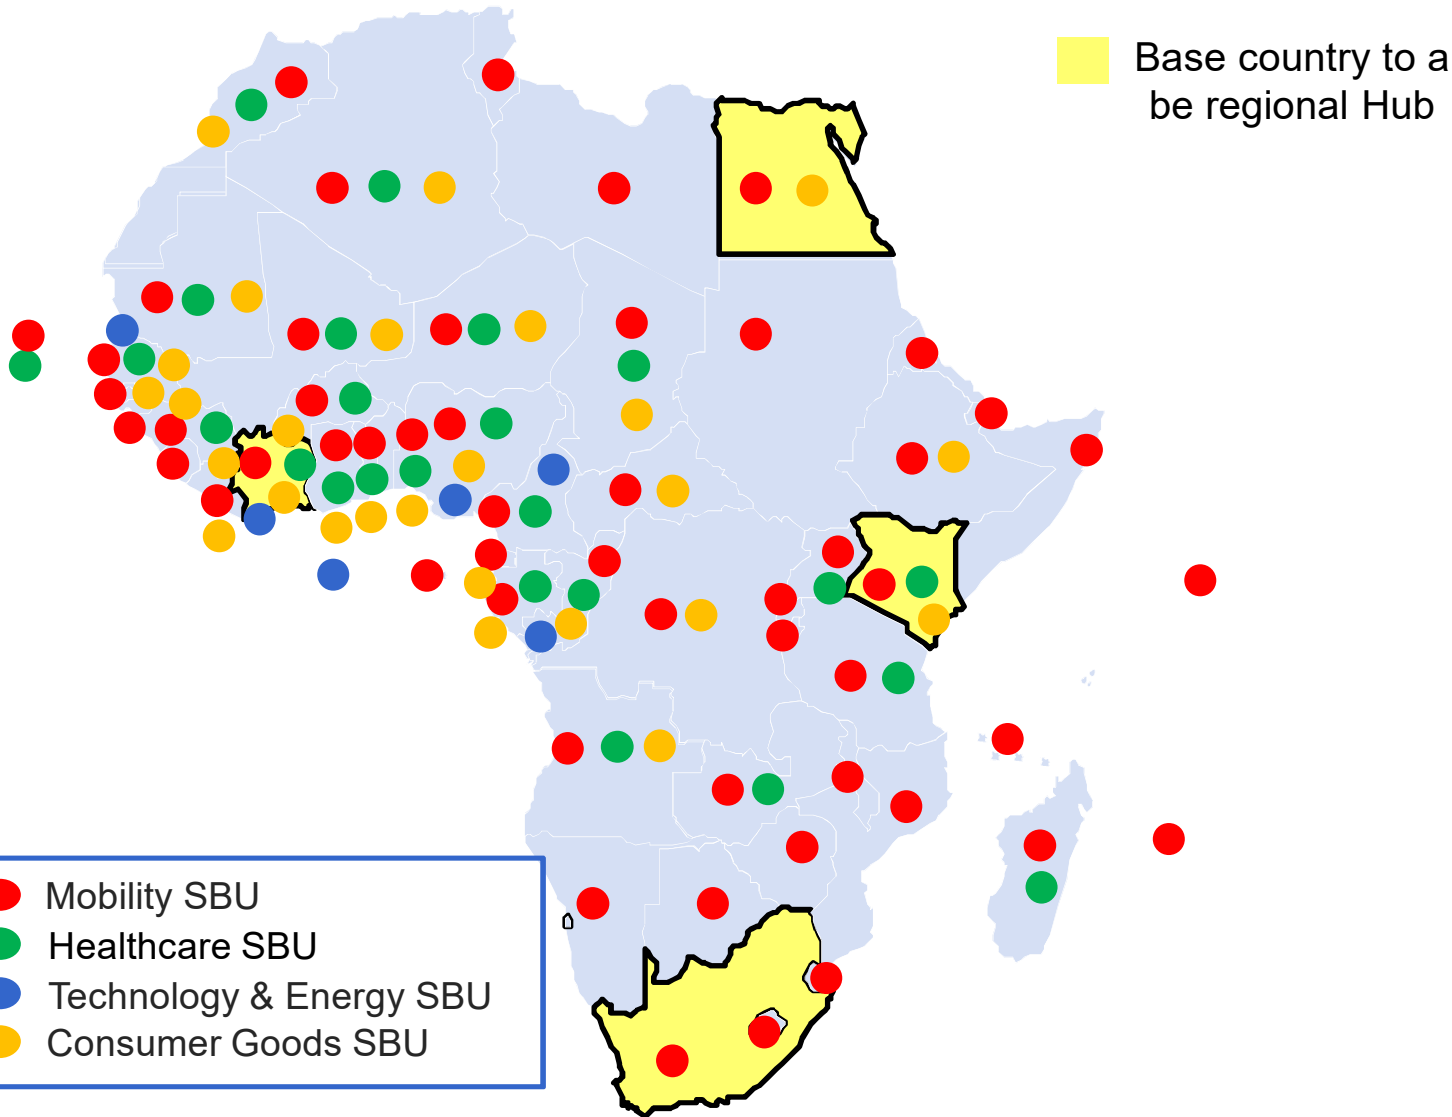 Base country to a
be regional Hub
Mobility SBU
Healthcare SBU
Technology & Energy SBU
Consumer Goods SBU